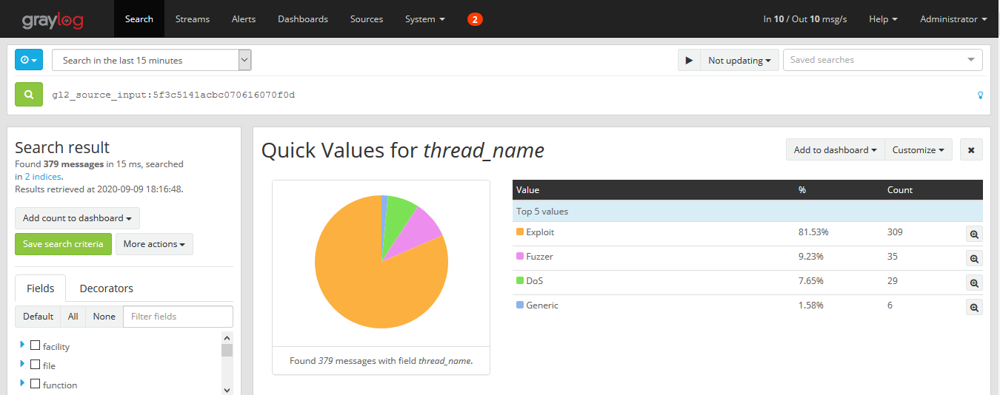 graylog Search Streams Alerts Dashboards Sources System 2 In 10 / Out 10 msg/s Help Administrator
Search in the last 15 minutes Not updating Saved searches
gl2_source_input:5f3c5141acbc070616070f0d
Search result
Found 379 messages in 15 ms, searched
in 2 indices.
Results retrieved at 2020-09-09 18:16:48.
Add count to dashboard
Save search criteria More actions
Fields Decorators
Default All None Filter fields
facility
file
function
Quick Values for thread_name
Add to dashboard Customize
Found 379 messages with field thread_name.
Value % Count
Top 5 values
Exploit 81.53% 309
Fuzzer 9.23% 35
DoS 7.65% 29
Generic 1.58% 6